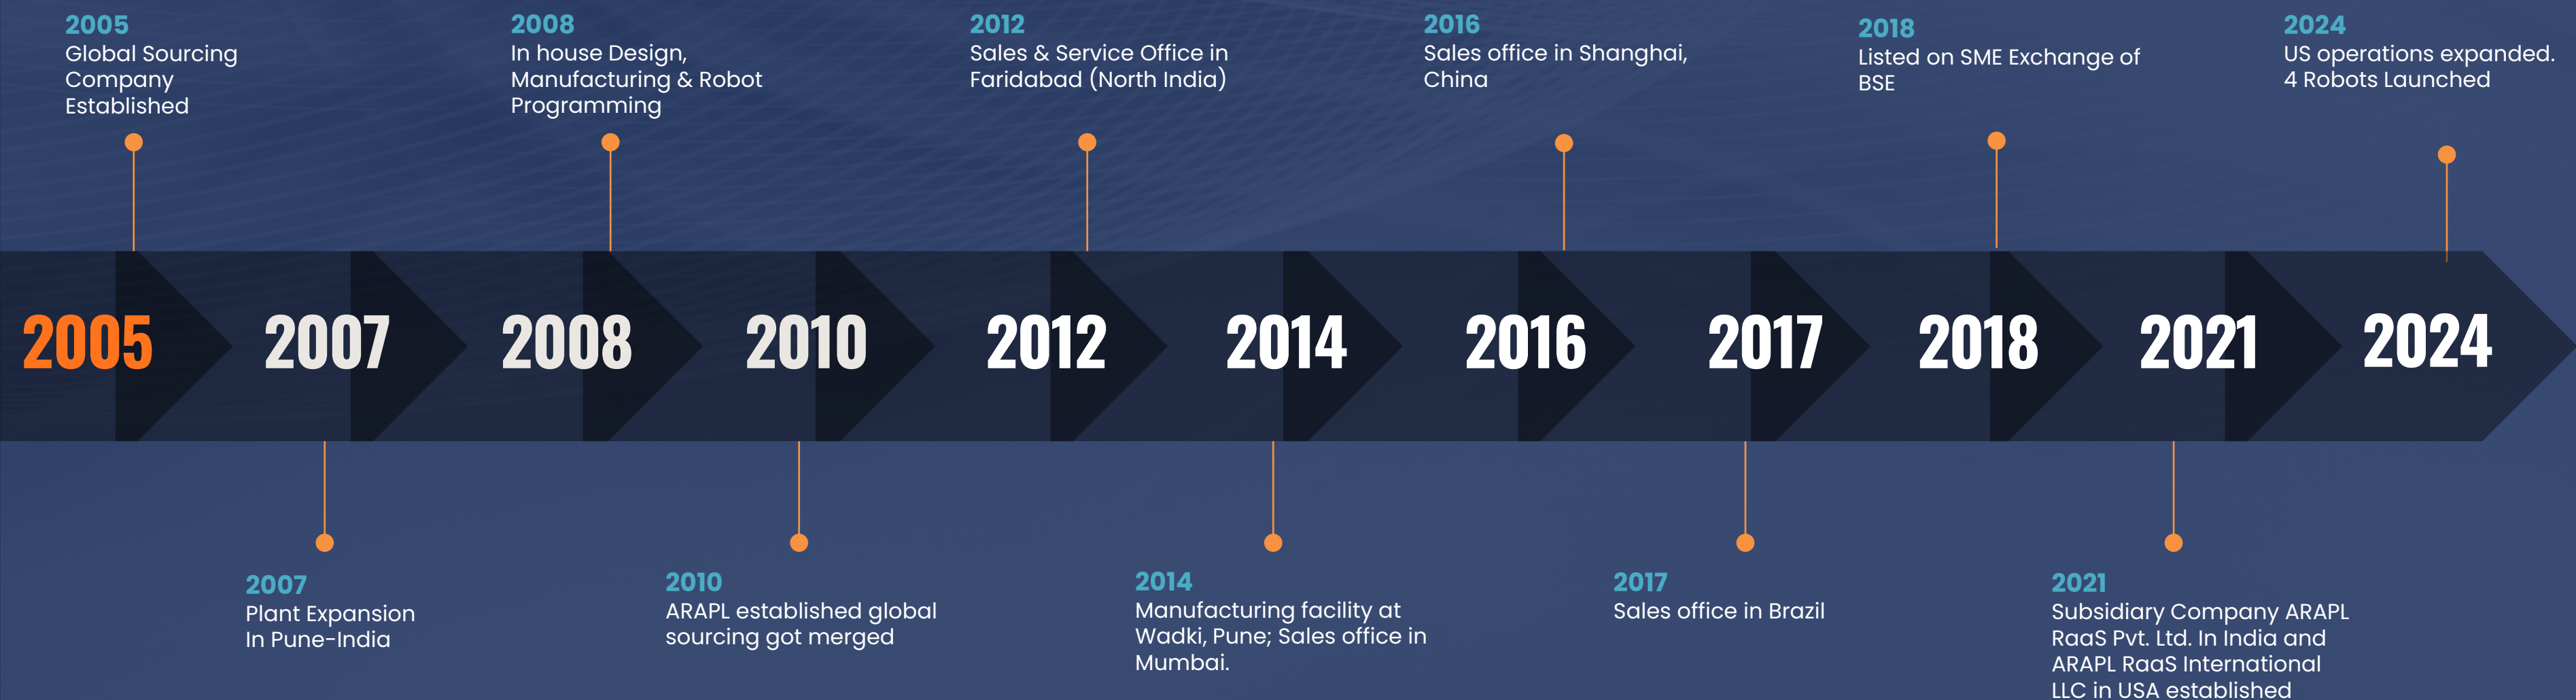 2005
Global Sourcing
Company
Established
2008
In house Design,
Manufacturing & Robot
Programming
2012
Sales & Service Office in
Faridabad (North India)
2016
Sales office in Shanghai,
China
2018
Listed on SME Exchange of
BSE
2024
US operations expanded.
4 Robots Launched
2005
2007
2008
2010
2012
2014
2016
2017
2018
2021
2024
2007
Plant Expansion
In Pune-India
2010
ARAPL established global
sourcing got merged
2014
Manufacturing facility at
Wadki, Pune; Sales office in
Mumbai.
2017
Sales office in Brazil
2021
Subsidiary Company ARAPL
RaaS Pvt. Ltd. In India and
ARAPL RaaS International
LLC in USA established